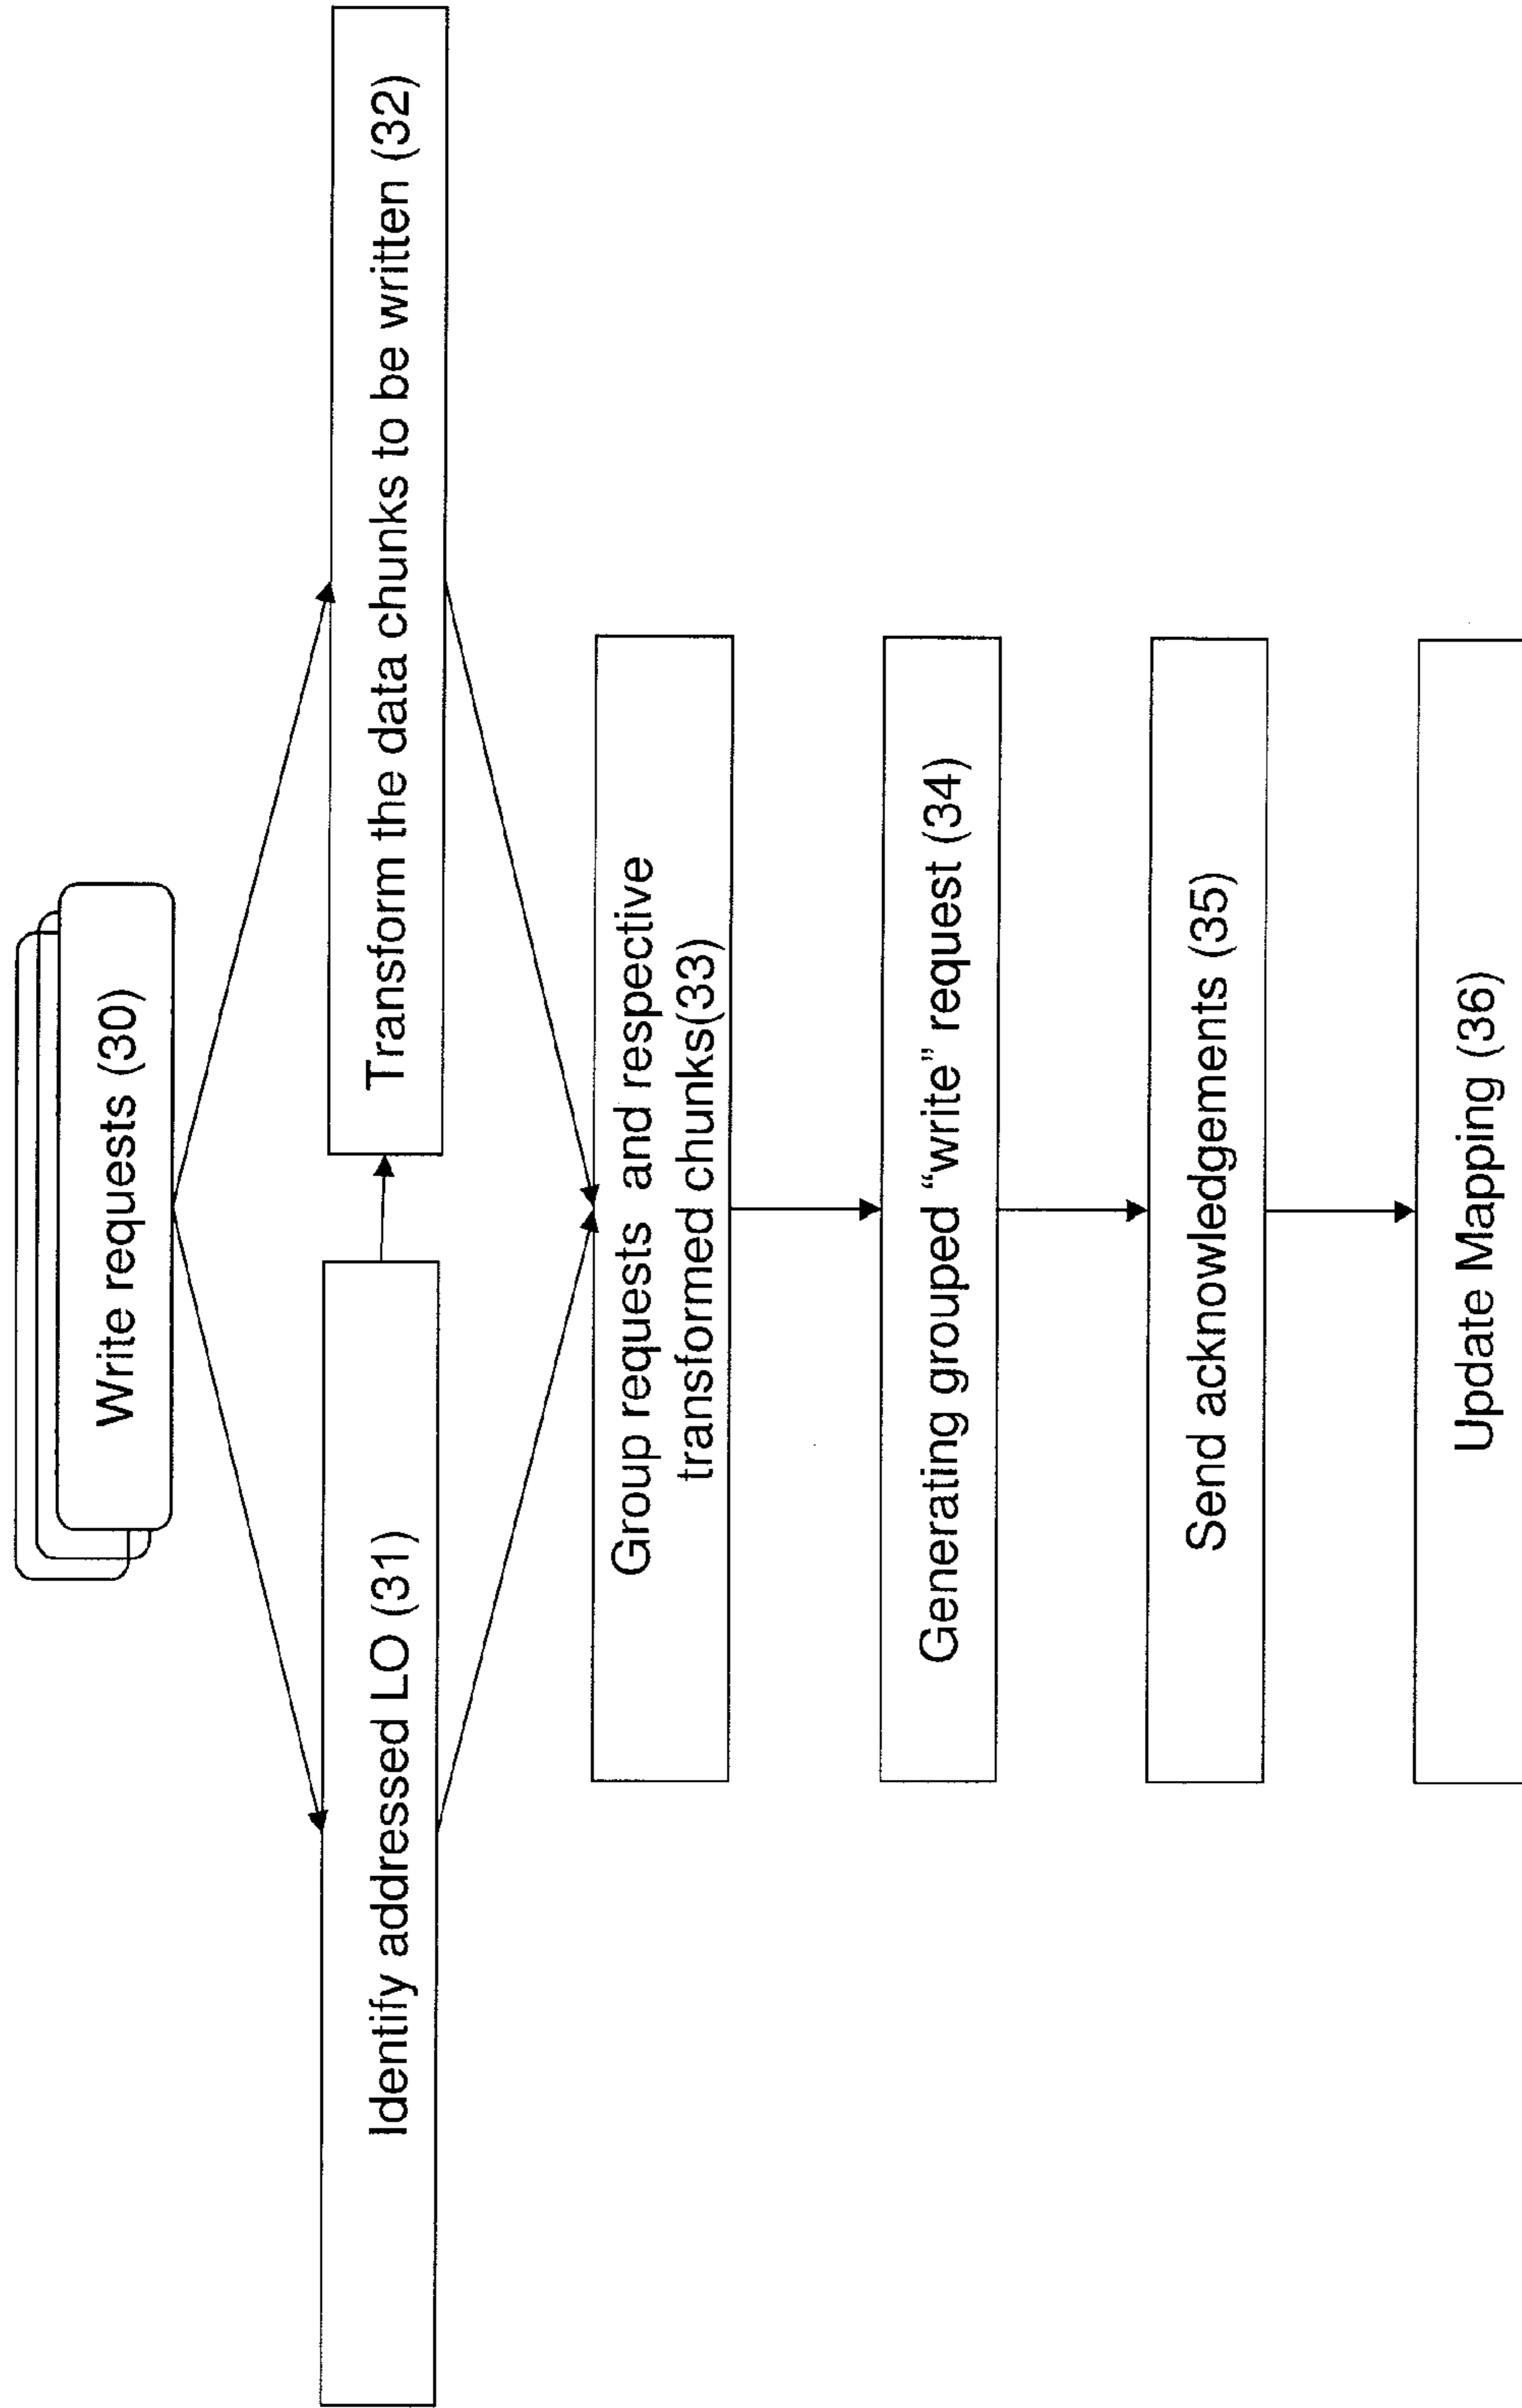 Write requests (30)
Identify addressed LO (31)
Transform the data chunks to be written (32)
Group requests and respective
transformed chunks(33)
Generating grouped “write” request (34)
Send acknowledgements (35)
Update Mapping (36)